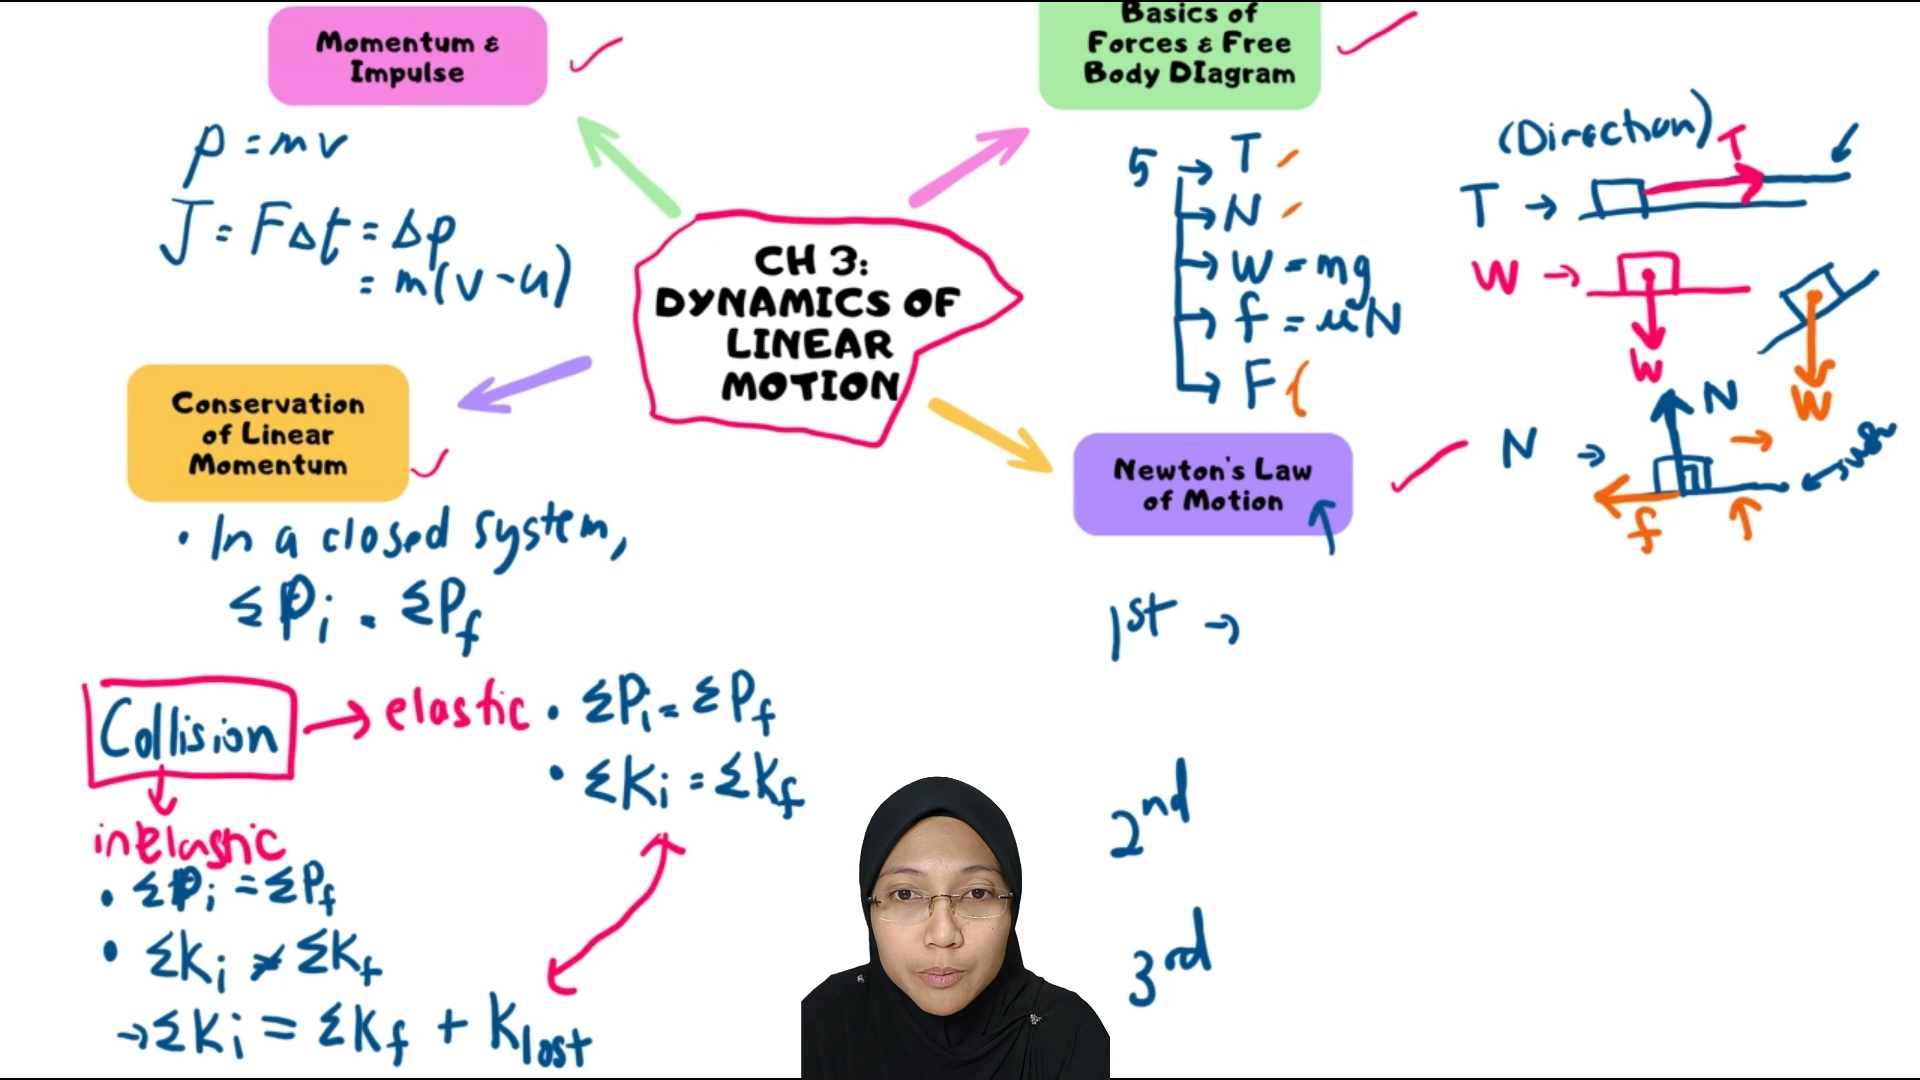 Momentum &
Impulse
p = mv
J = FΔt = Δp
= m(v-u)
Basics of
Forces & Free
Body DIagram
5 → T
→ N
→ W = mg
→ f = μN
→ F
(Direction)
T →
T
W →
W
W
N →
N
f
CH 3:
DYNAMICS OF
LINEAR
MOTION
Conservation
of Linear
Momentum
• In a closed system,
ΣPi = ΣPf
Collision → elastic
• ΣPi = ΣPf
• ΣKi = ΣKf
inelastic
• ΣPi = ΣPf
• ΣKi ≠ ΣKf
→ ΣKi = ΣKf + Klost
Newton's Law
of Motion
1st →
2nd
3rd